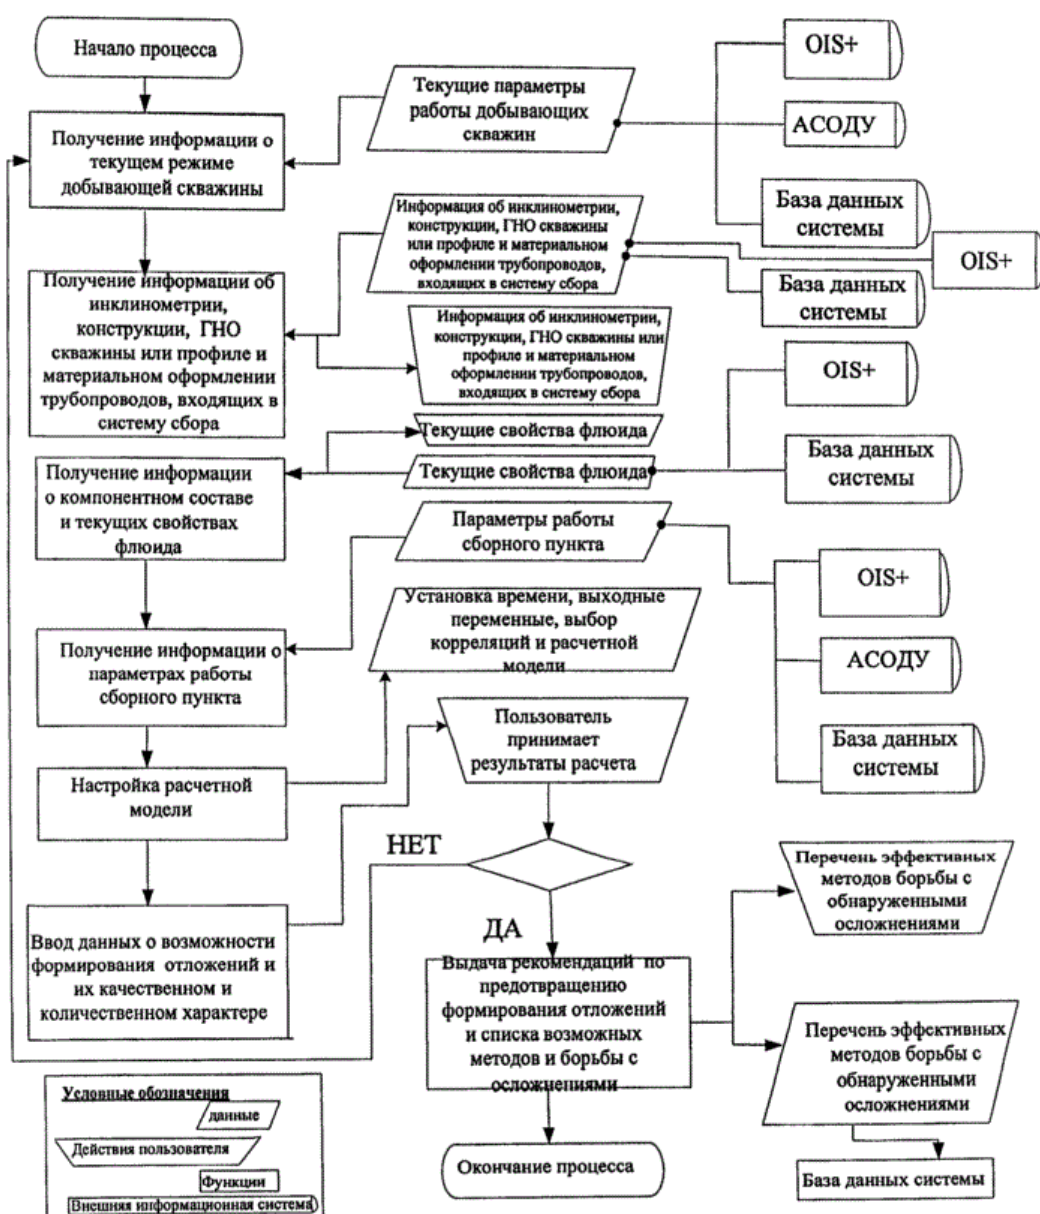 Начало процесса
Получение информации о
текущем режиме
добывающей скважины
Текущие параметры
работы добывающих
скважин
OIS+
АСОДУ
База данных
системы
Информация об инклинометрии,
конструкции, ГНО скважины
или профиле и материальном
оформлении трубопроводов,
входящих в систему сбора
OIS+
База данных
системы
Получение информации об
инклинометрии,
конструкции, ГНО
скважины или профиле и
материальном оформлении
трубопроводов, входящих в
систему сбора
Информация об инклинометрии,
конструкции, ГНО скважины или
профиле и материальном
оформлении трубопроводов,
входящих в систему сбора
OIS+
Текущие свойства флюида
Текущие свойства флюида
База данных
системы
Получение информации
о компонентном составе
и текущих свойствах
флюида
Параметры работы
сборного пункта
OIS+
АСОДУ
База данных
системы
Установка времени, выходные
переменные, выбор
корреляций и расчетной
модели
Получение информации о
параметрах работы
сборного пункта
Пользователь
принимает
результаты расчета
Настройка расчетной
модели
НЕТ
ДА
Ввод данных о возможности
формирования отложений и
их качественном и
количественном характере
Выдача рекомендаций по
предотвращению
формирования отложений
и списка возможных
методов и борьбы с
осложнениями
Перечень эффективных
методов борьбы с
обнаруженными
осложнениями
Перечень эффективных
методов борьбы с
обнаруженными
осложнениями
База данных системы
Окончание процесса
Условные обозначения
данные
Действия пользователя
Функции
Внешняя информационная система